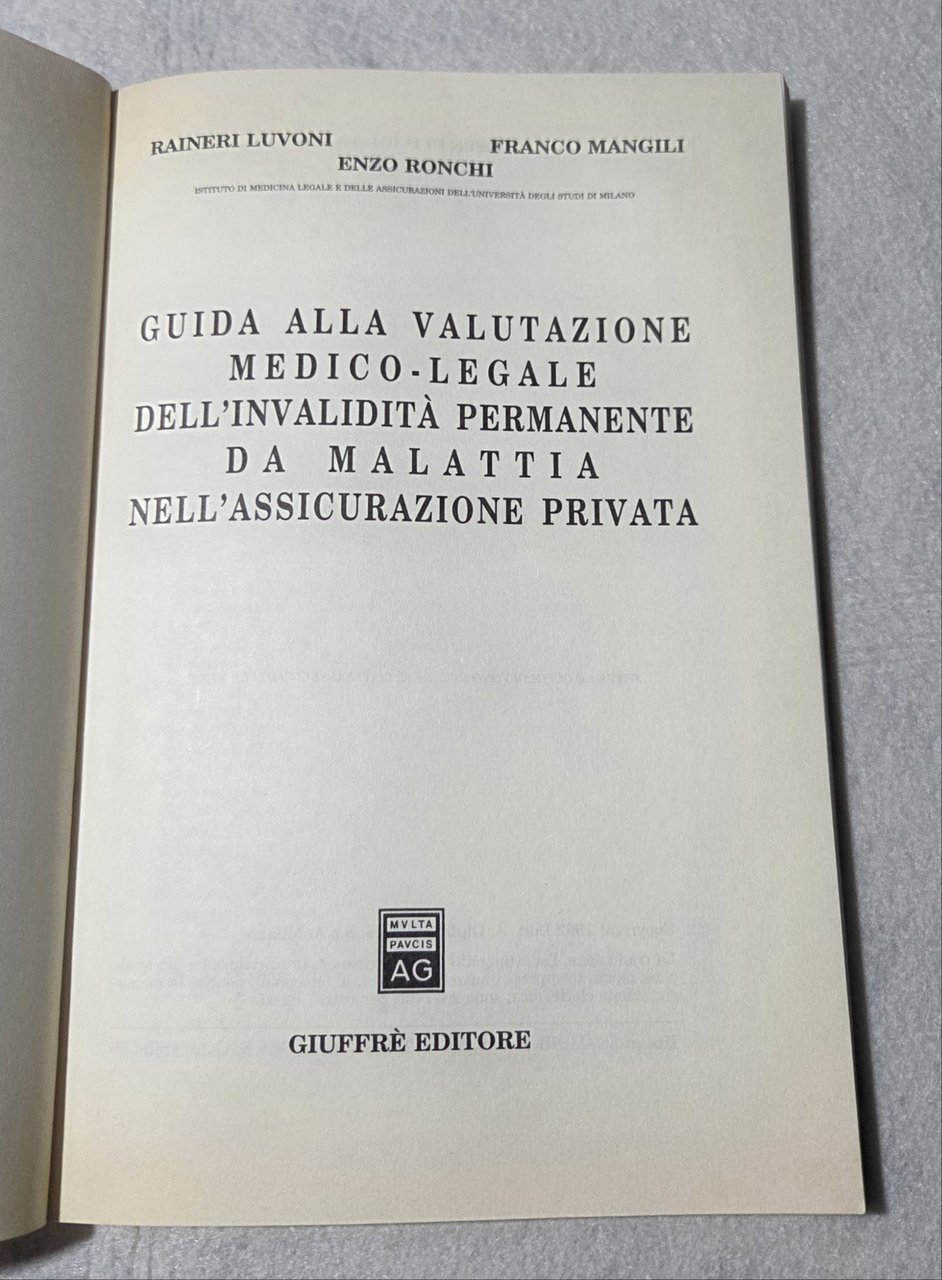 RAINERI LUVONI
FRANCO MANGILI
ENZO RONCHI
ISTITUTO DI MEDICINA LEGALE E DELLE ASSICURAZIONI DELL'UNIVERSITÀ DEGLI STUDI DI MILANO
GUIDA ALLA VALUTAZIONE
MEDICO-LEGALE
DELL'INVALIDITÀ PERMANENTE
DA MALATTIA
NELL'ASSICURAZIONE PRIVATA
MVLTA
PAVCIS
AG
GIUFFRÈ EDITORE